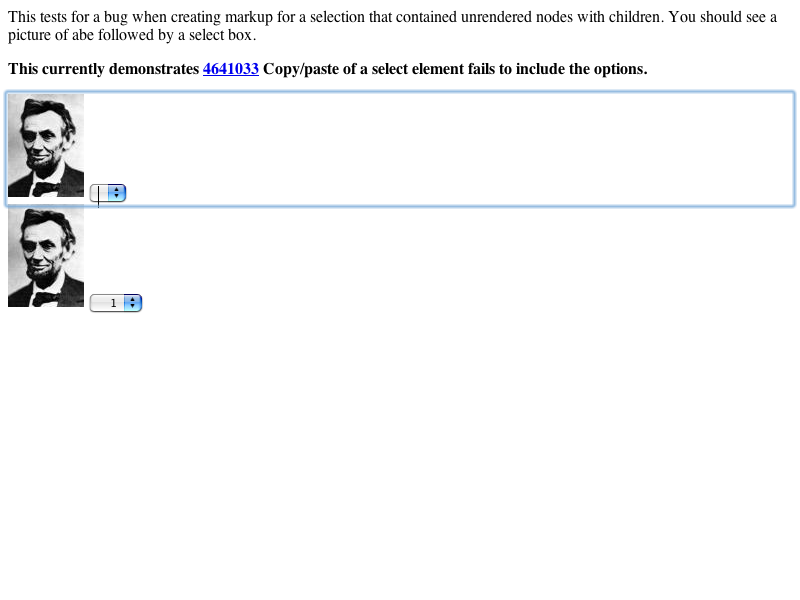 This tests for a bug when creating markup for a selection that contained unrendered nodes with children. You should see a
picture of abe followed by a select box.
This currently demonstrates 4641033 Copy/paste of a select element fails to include the options.
1